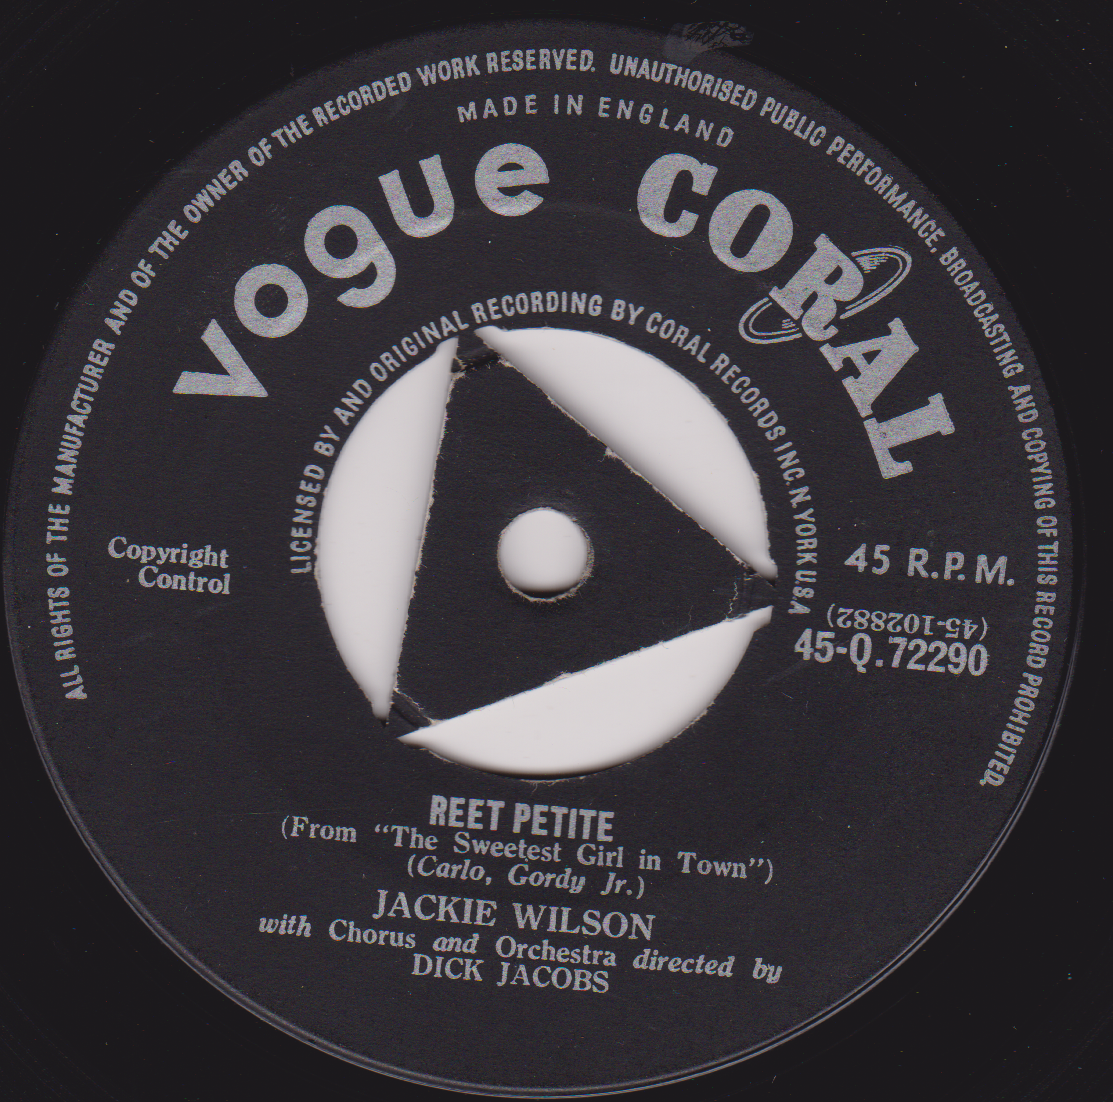 ALL RIGHTS OF THE MANUFACTURER AND OF THE OWNER OF THE RECORDED WORK RESERVED. UNAUTHORISED PUBLIC PERFORMANCE, BROADCASTING AND COPYING OF THIS RECORD PROHIBITED.
MADE IN ENGLAND
Vogue CORAL
LICENSED BY AND ORIGINAL RECORDING BY CORAL RECORDS INC. N. YORK U.S.A
Copyright
Control
45 R.P.M.
(45-102882)
45-Q.72290
REET PETITE
(From “The Sweetest Girl in Town”)
(Carlo, Gordy Jr.)
JACKIE WILSON
with Chorus and Orchestra directed by
DICK JACOBS